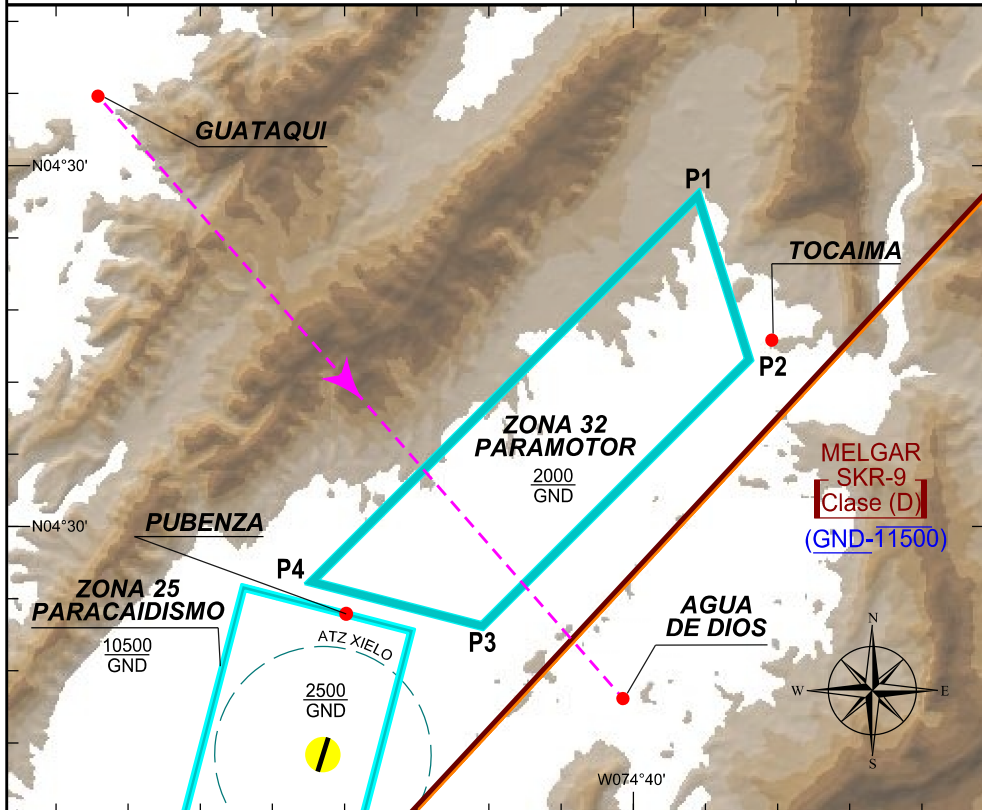 GUATAQUI
N04°30'
P1
TOCAIMA
P2
ZONA 32
PARAMOTOR
2000
GND
MELGAR
SKR-9
Clase (D)
(GND-11500)
N04°30'
PUBENZA
P4
ZONA 25
PARACAIDISMO
10500
GND
ATZ XIELO
P3
AGUA
DE DIOS
2500
GND
N
W
E
S
W074°40'